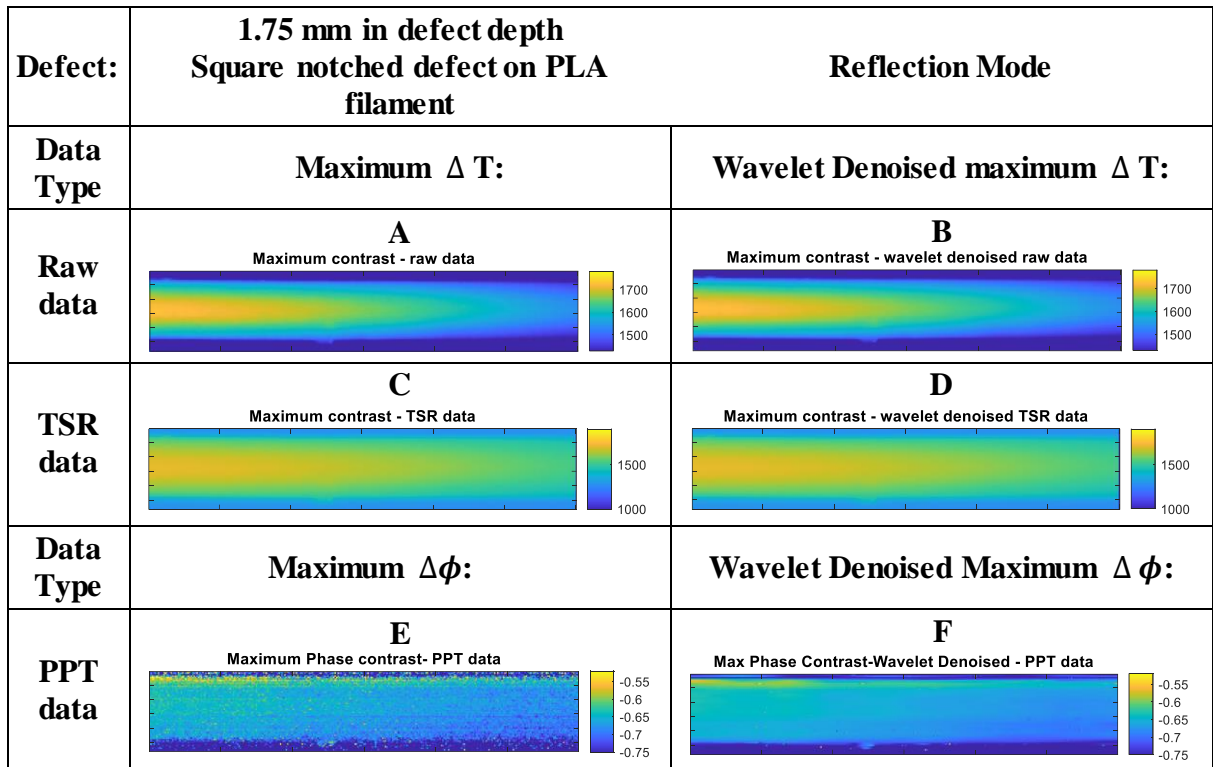 Defect:
1.75 mm in defect depth
Square notched defect on PLA
filament
Reflection Mode
Data
Type
Maximum Δ T:
Wavelet Denoised maximum Δ T:
Raw
data
A
Maximum contrast - raw data
1700
1600
1500
B
Maximum contrast - wavelet denoised raw data
1700
1600
1500
TSR
data
C
Maximum contrast - TSR data
1500
1000
D
Maximum contrast - wavelet denoised TSR data
1500
1000
Data
Type
Maximum Δϕ:
Wavelet Denoised Maximum Δ ϕ:
PPT
data
E
Maximum Phase contrast- PPT data
-0.55
-0.6
-0.65
-0.7
-0.75
F
Max Phase Contrast-Wavelet Denoised - PPT data
-0.55
-0.6
-0.65
-0.7
-0.75